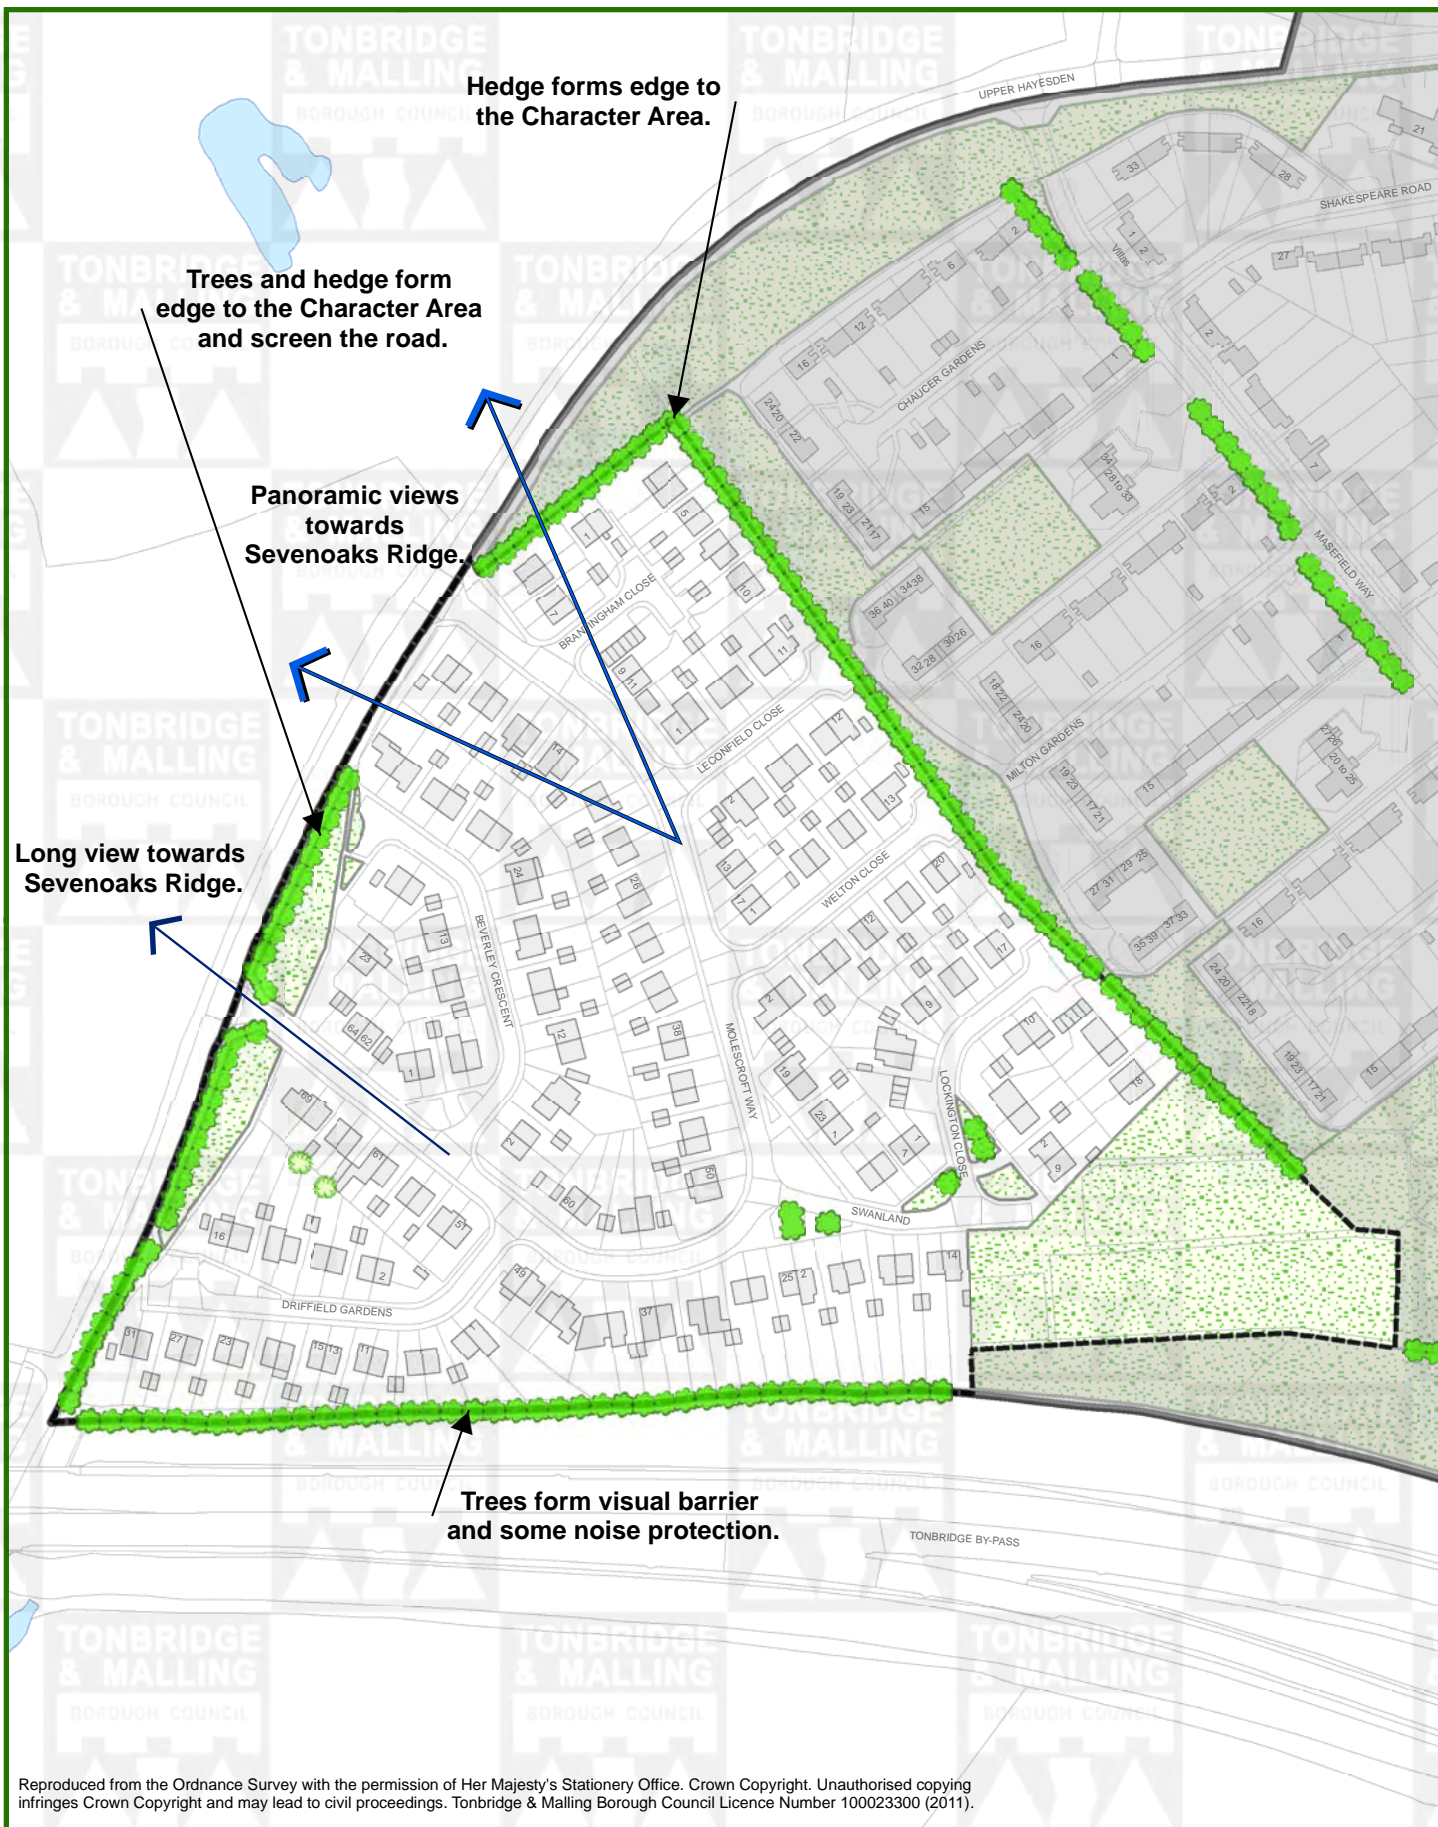 Hedge forms edge to
the Character Area.
UPPER HAYESDEN
SHAKESPEARE ROAD
Villas
Trees and hedge form
edge to the Character Area
and screen the road.
CHAUCER GARDENS
Panoramic views
towards
Sevenoaks Ridge.
MASEFIELD WAY
BRANTINGHAM CLOSE
LECONFIELD CLOSE
MILTON GARDENS
Long view towards
Sevenoaks Ridge.
WELTON CLOSE
BEVERLEY CRESCENT
MOLESCROFT WAY
LOCKINGTON CLOSE
SWANLAND
DRIFFIELD GARDENS
Trees form visual barrier
and some noise protection.
TONBRIDGE BY-PASS
TONBRIDGE
& MALLING
BOROUGH COUNCIL
Reproduced from the Ordnance Survey with the permission of Her Majesty's Stationery Office. Crown Copyright. Unauthorised copying
infringes Crown Copyright and may lead to civil proceedings. Tonbridge & Malling Borough Council Licence Number 100023300 (2011).